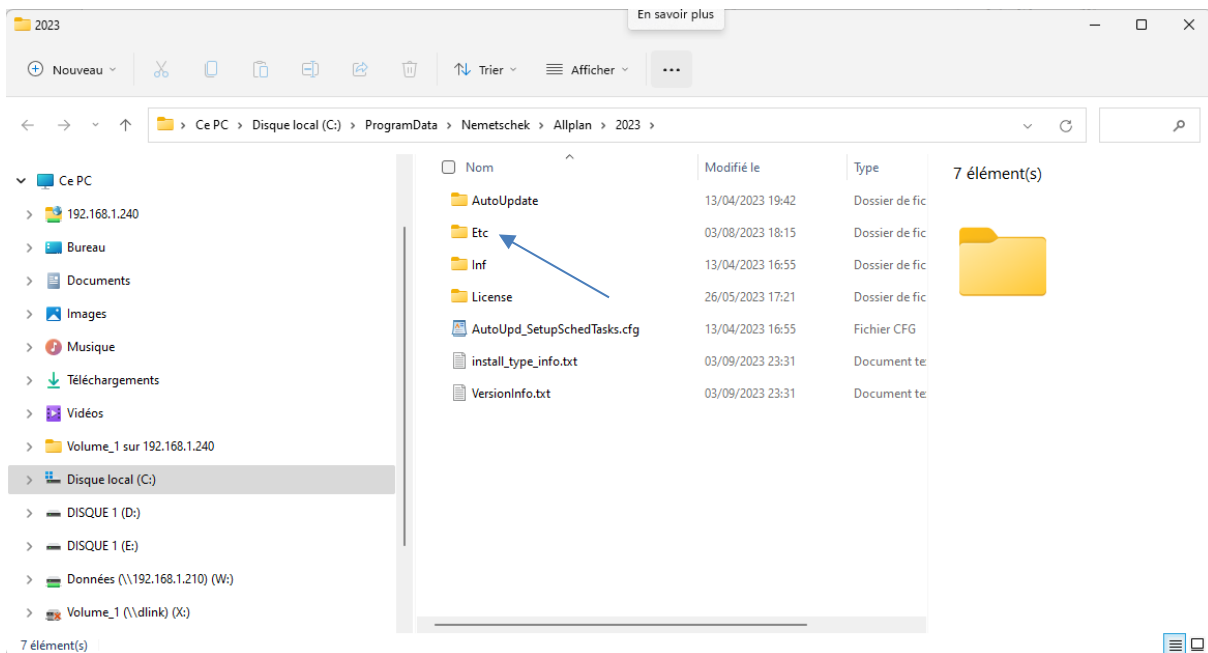 2023
En savoir plus
Nouveau
Trier
Afficher
Ce PC > Disque local (C:) > ProgramData > Nemetschek > Allplan > 2023 >
Ce PC
192.168.1.240
Bureau
Documents
Images
Musique
Téléchargements
Vidéos
Volume_1 sur 192.168.1.240
Disque local (C:)
DISQUE 1 (D:)
DISQUE 1 (E:)
Données (\\192.168.1.210) (W:)
Volume_1 (\\dlink) (X:)
Nom Modifié le Type
AutoUpdate 13/04/2023 19:42 Dossier de fic
Etc 03/08/2023 18:15 Dossier de fic
Inf 13/04/2023 16:55 Dossier de fic
License 26/05/2023 17:21 Dossier de fic
AutoUpd_SetupSchedTasks.cfg 13/04/2023 16:55 Fichier CFG
install_type_info.txt 03/09/2023 23:31 Document te
VersionInfo.txt 03/09/2023 23:31 Document te
7 élément(s)
7 élément(s)